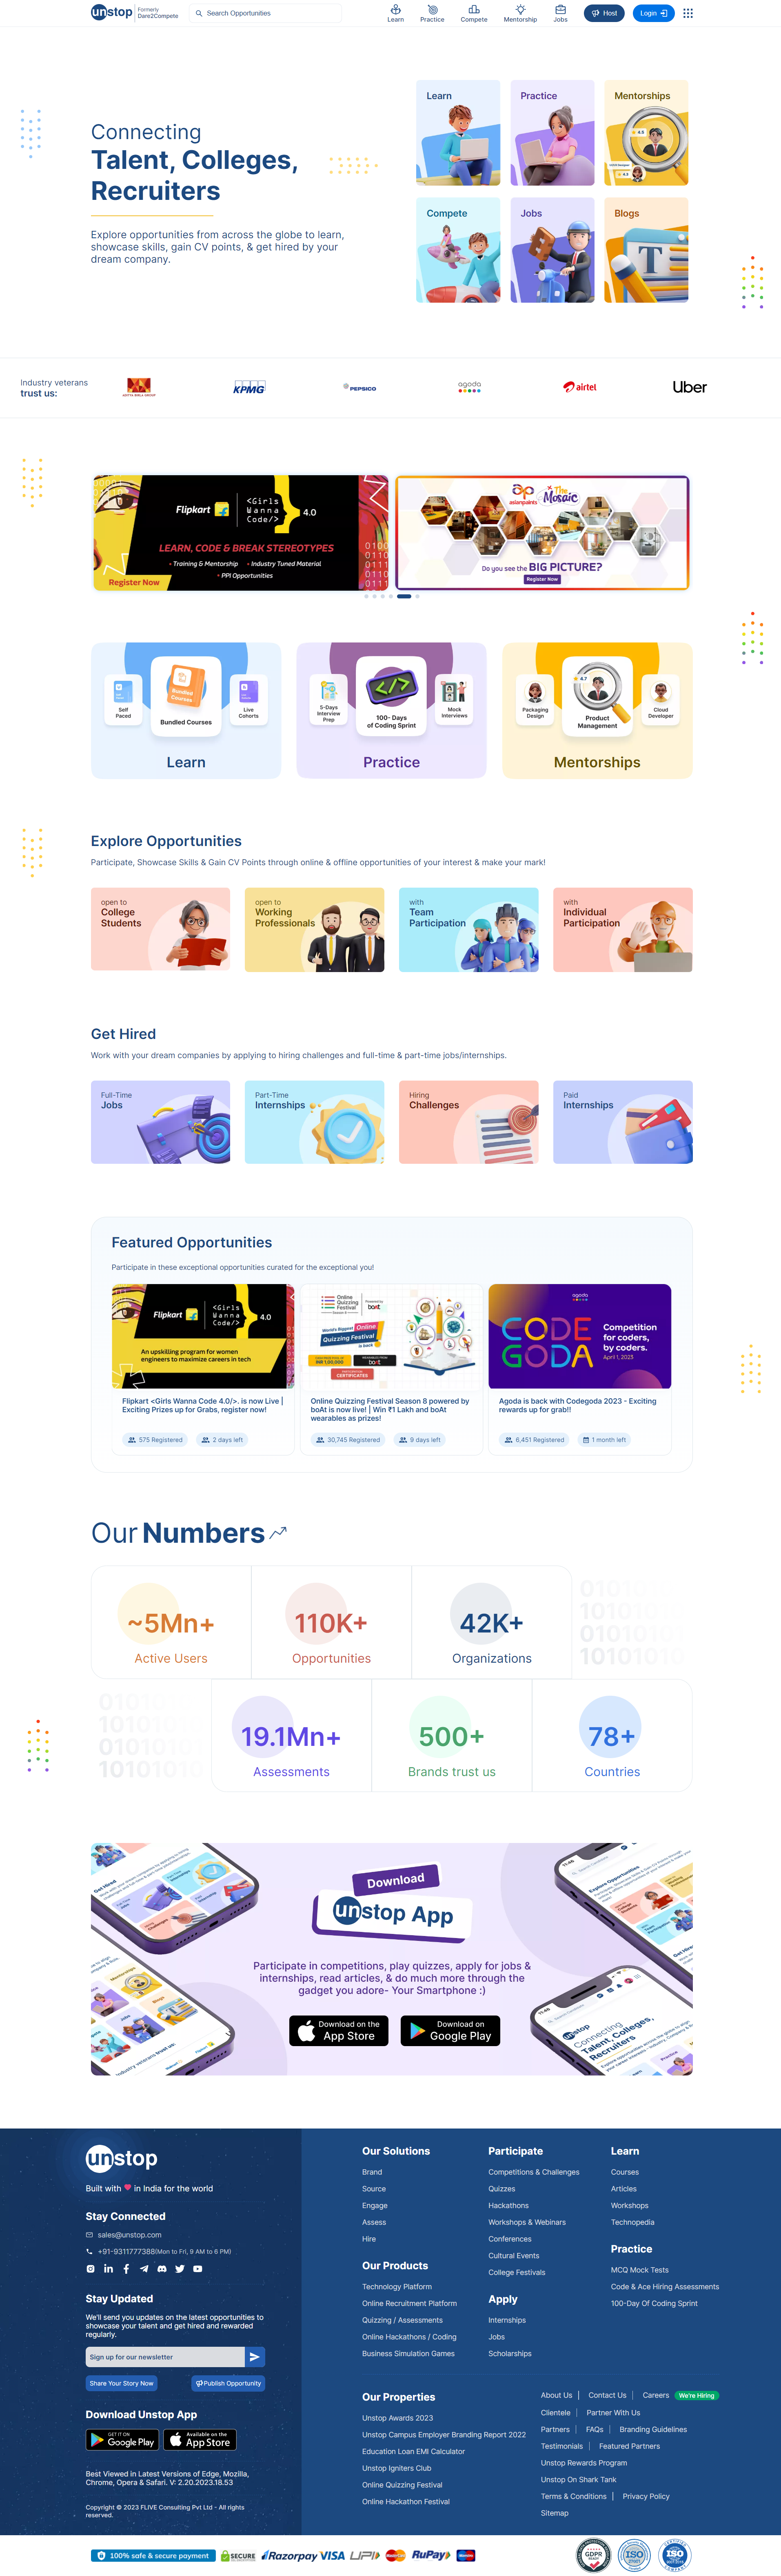 unstop
Formerly
Dare2Compete
Search Opportunities
Learn
Practice
Compete
Mentorship
Jobs
Host
Login
Connecting
Talent, Colleges,
Recruiters
Explore opportunities from across the globe to learn,
showcase skills, gain CV points, & get hired by your
dream company.
Learn
Practice
Mentorships
Compete
Jobs
Blogs
Industry veterans
trust us:
KPMG
PEPSICO
agoda
airtel
Uber
Flipkart
<Girls
Wanna
Code/>
4.0
LEARN, CODE & BREAK STEREOTYPES
• Training & Mentorship • Industry Tuned Material
• PPI Opportunities
Register Now
asianpaints
The Mosaic
Do you see the BIG PICTURE?
Register Now
Self
Paced
Bundled Courses
Live
Cohorts
Learn
5-Days
Interview
Prep
100- Days
of Coding Sprint
Mock
Interviews
Practice
Packaging
Design
4.7
Product
Management
Cloud
Developer
Mentorships
Explore Opportunities
Participate, Showcase Skills & Gain CV Points through online & offline opportunities of your interest & make your mark!
open to
College
Students
open to
Working
Professionals
with
Team
Participation
with
Individual
Participation
Get Hired
Work with your dream companies by applying to hiring challenges and full-time & part-time jobs/internships.
Full-Time
Jobs
Part-Time
Internships
Hiring
Challenges
Paid
Internships
Featured Opportunities
Participate in these exceptional opportunities curated for the exceptional you!
Flipkart
<Girls
Wanna
Code/>
4.0
An upskilling program for women
engineers to maximize careers in tech
Flipkart <Girls Wanna Code 4.0/>. is now Live |
Exciting Prizes up for Grabs, register now!
575 Registered
2 days left
Online
Quizzing
Festival
boAt
World's Biggest Online
Quizzing Festival
is back!
INR 1,00,000
boAt
PARTICIPATION
CERTIFICATES
Online Quizzing Festival Season 8 powered by
boAt is now live! | Win ₹1 Lakh and boAt
wearables as prizes!
30,745 Registered
9 days left
agoda
CODE
GODA
Competition
for coders,
by coders.
April 1, 2023
Agoda is back with Codegoda 2023 - Exciting
rewards up for grab!!
6,451 Registered
1 month left
Our Numbers
~5Mn+
Active Users
110K+
Opportunities
42K+
Organizations
19.1Mn+
Assessments
500+
Brands trust us
78+
Countries
Download
unstop App
Participate in competitions, play quizzes, apply for jobs &
internships, read articles, & do much more through the
gadget you adore- Your Smartphone :)
Download on the
App Store
Download on
Google Play
unstop
Built with in India for the world
Stay Connected
sales@unstop.com
+91-9311777388(Mon to Fri, 9 AM to 6 PM)
Stay Updated
We'll send you updates on the latest opportunities to
showcase your talent and get hired and rewarded
regularly.
Sign up for our newsletter
Share Your Story Now
Publish Opportunity
Download Unstop App
GET IT ON
Google Play
Available on the
App Store
Best Viewed in Latest Versions of Edge, Mozilla,
Chrome, Opera & Safari. V: 2.20.2023.18.53
Copyright © 2023 FLIVE Consulting Pvt Ltd - All rights
reserved.
Our Solutions
Brand
Source
Engage
Assess
Hire
Our Products
Technology Platform
Online Recruitment Platform
Quizzing / Assessments
Online Hackathons / Coding
Business Simulation Games
Participate
Competitions & Challenges
Quizzes
Hackathons
Workshops & Webinars
Conferences
Cultural Events
College Festivals
Apply
Internships
Jobs
Scholarships
Learn
Courses
Articles
Workshops
Technopedia
Practice
MCQ Mock Tests
Code & Ace Hiring Assessments
100-Day Of Coding Sprint
Our Properties
Unstop Awards 2023
Unstop Campus Employer Branding Report 2022
Education Loan EMI Calculator
Unstop Igniters Club
Online Quizzing Festival
Online Hackathon Festival
About Us
Contact Us
Careers
We're Hiring
Clientele
Partner With Us
Partners
FAQs
Branding Guidelines
Testimonials
Featured Partners
Unstop Rewards Program
Unstop On Shark Tank
Terms & Conditions
Privacy Policy
Sitemap
100% safe & secure payment
SECURE
Razorpay
VISA
UPI
RuPay
GDPR
READY
ISO
ISO